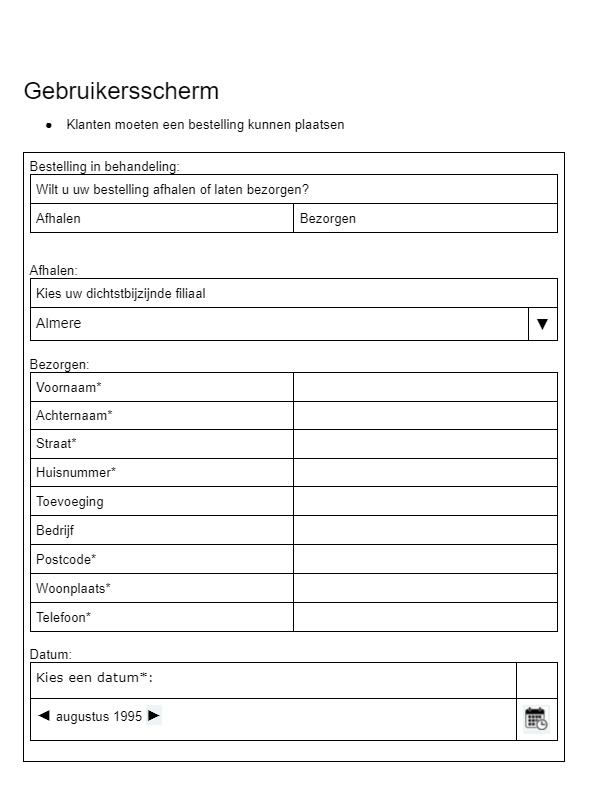 Gebruikersscherm
● Klanten moeten een bestelling kunnen plaatsen
Bestelling in behandeling:
Wilt u uw bestelling afhalen of laten bezorgen?
Afhalen Bezorgen
Afhalen:
Kies uw dichtstbijzijnde filiaal
Almere ▼
Bezorgen:
Voornaam*
Achternaam*
Straat*
Huisnummer*
Toevoeging
Bedrijf
Postcode*
Woonplaats*
Telefoon*
Datum:
Kies een datum*:
◀ augustus 1995 ▶